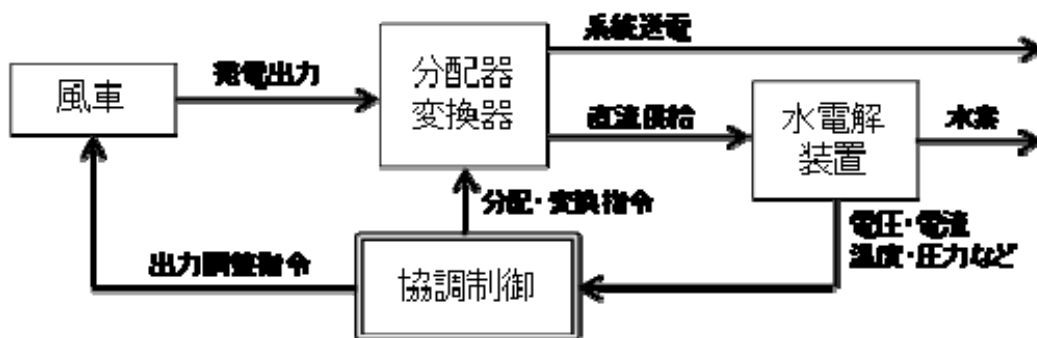 系統送電
発電出力
風車
分配器
変換器
直流供給
水電解
装置
水素
分配・変換指令
電圧・電流
温度・圧力など
出力調整指令
協調制御